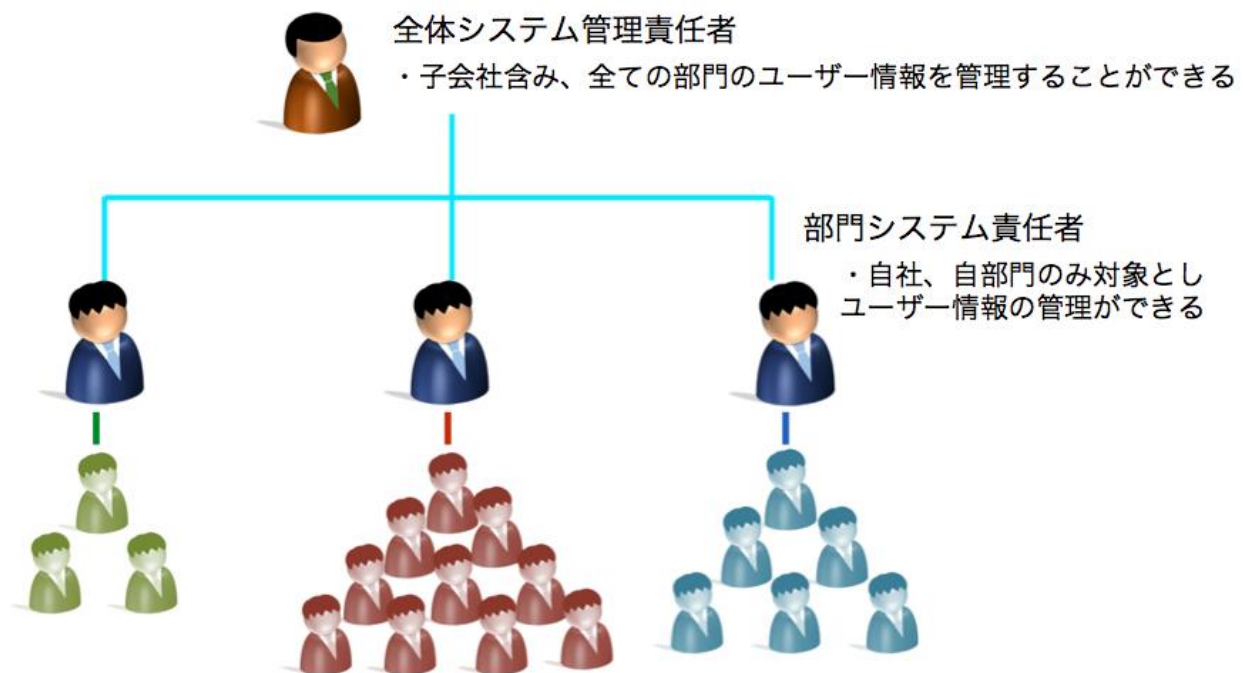 全体システム管理責任者
・子会社含み、全ての部門のユーザー情報を管理することができる
部門システム責任者
・自社、自部門のみ対象とし
ユーザー情報の管理ができる